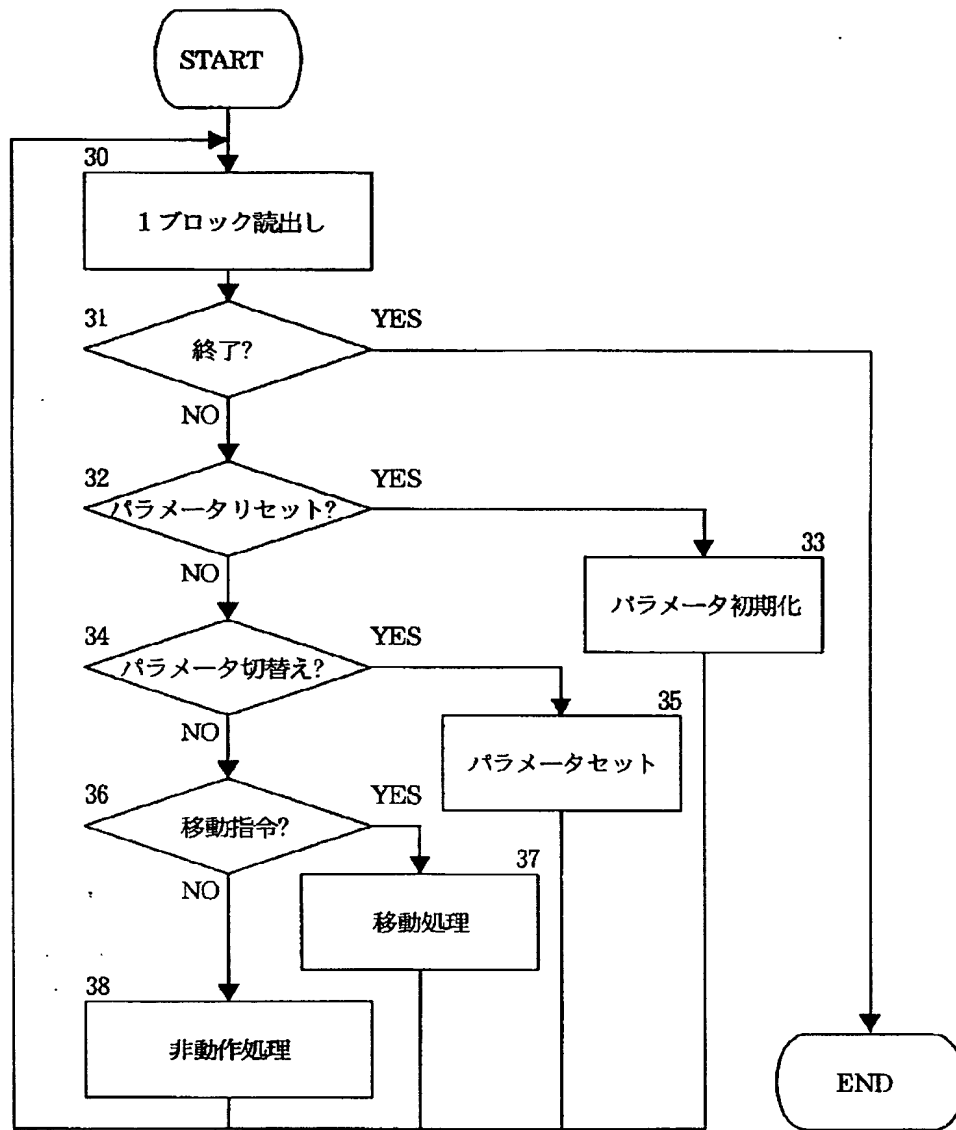 START
30
1ブロック読出し
31
YES
終了?
NO
32
YES
パラメータリセット?
33
NO
パラメータ初期化
34
YES
パラメータ切替え?
35
NO
パラメータセット
36
YES
移動指令?
37
NO
移動処理
38
非動作処理
END